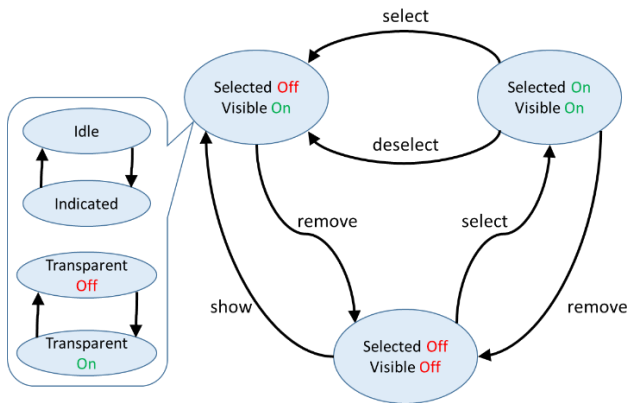 select
Selected Off
Visible On
Selected On
Visible On
deselect
Idle
Indicated
Transparent
Off
Transparent
On
remove
select
show
remove
Selected Off
Visible Off